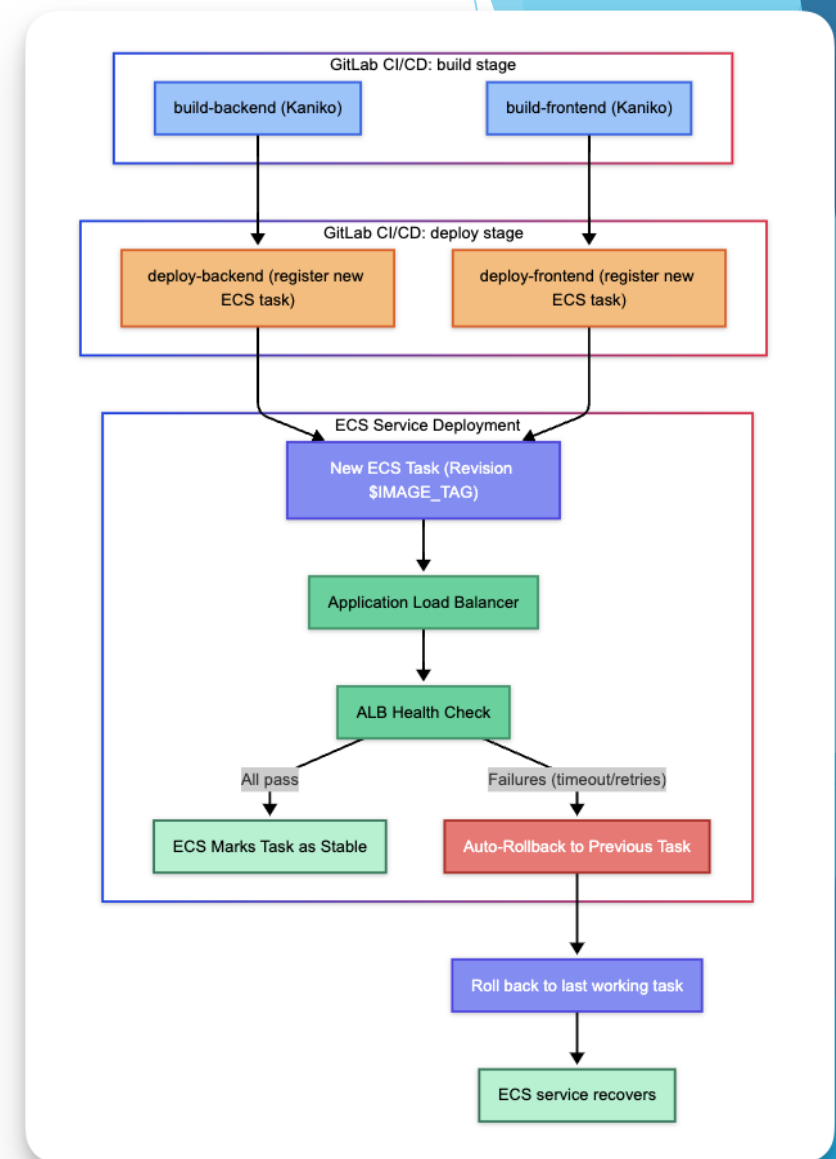 GitLab CI/CD: build stage
build-backend (Kaniko)
build-frontend (Kaniko)
GitLab CI/CD: deploy stage
deploy-backend (register new
ECS task)
deploy-frontend (register new
ECS task)
ECS Service Deployment
New ECS Task (Revision
$IMAGE_TAG)
Application Load Balancer
ALB Health Check
All pass
Failures (timeout/retries)
ECS Marks Task as Stable
Auto-Rollback to Previous Task
Roll back to last working task
ECS service recovers